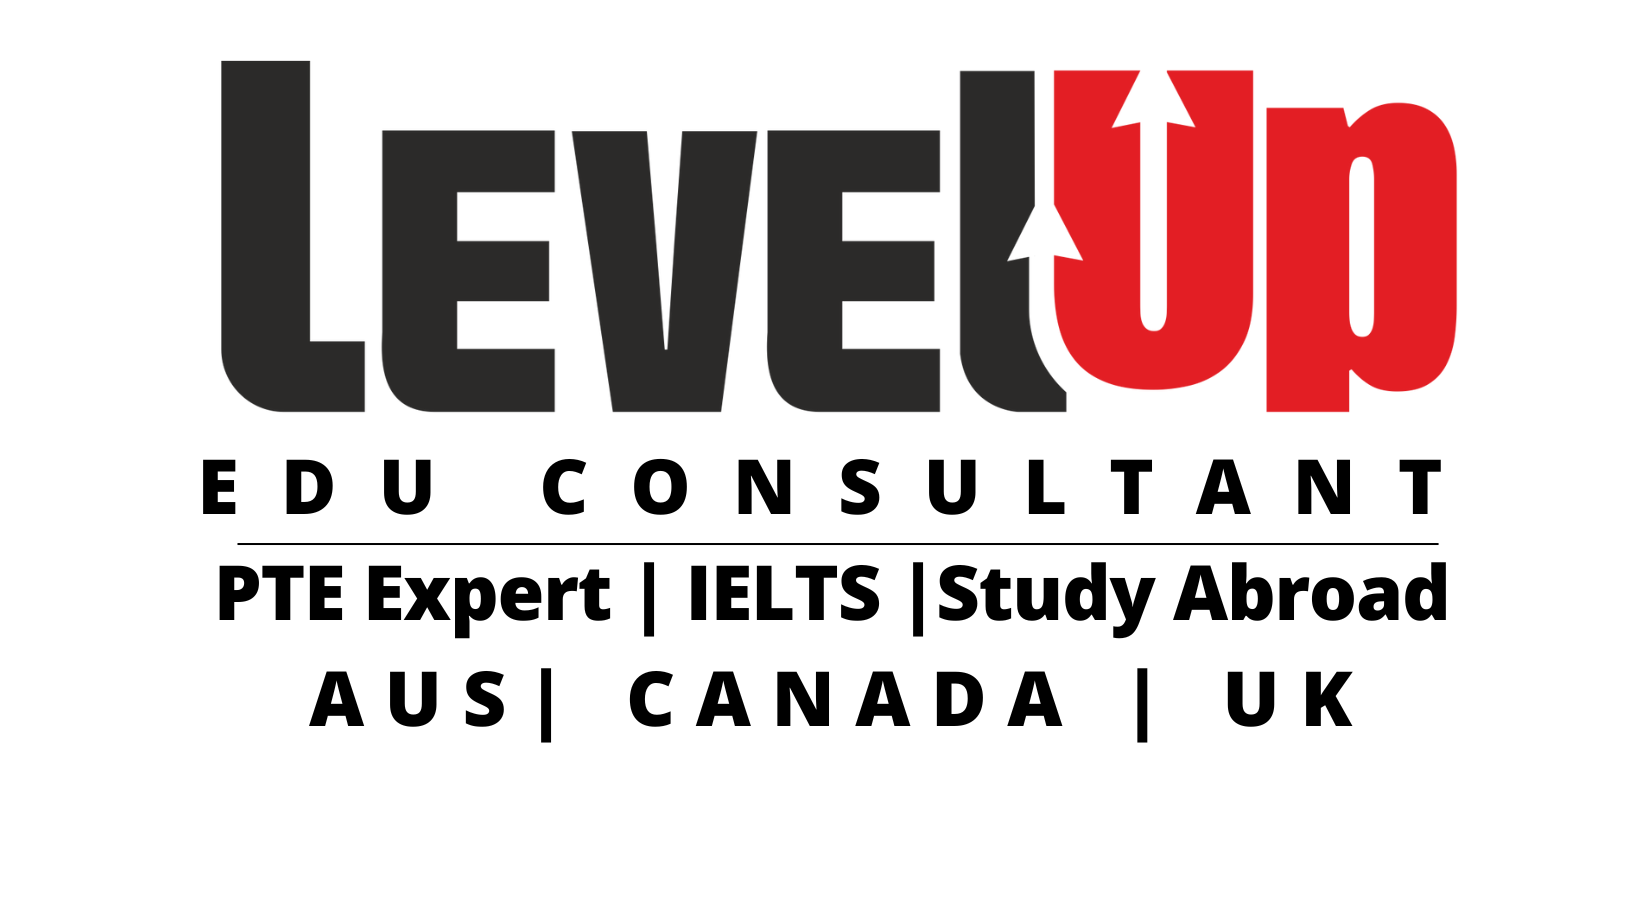 LevelUp
EDU CONSULTANT
PTE Expert | IELTS |Study Abroad
AUS| CANADA | UK